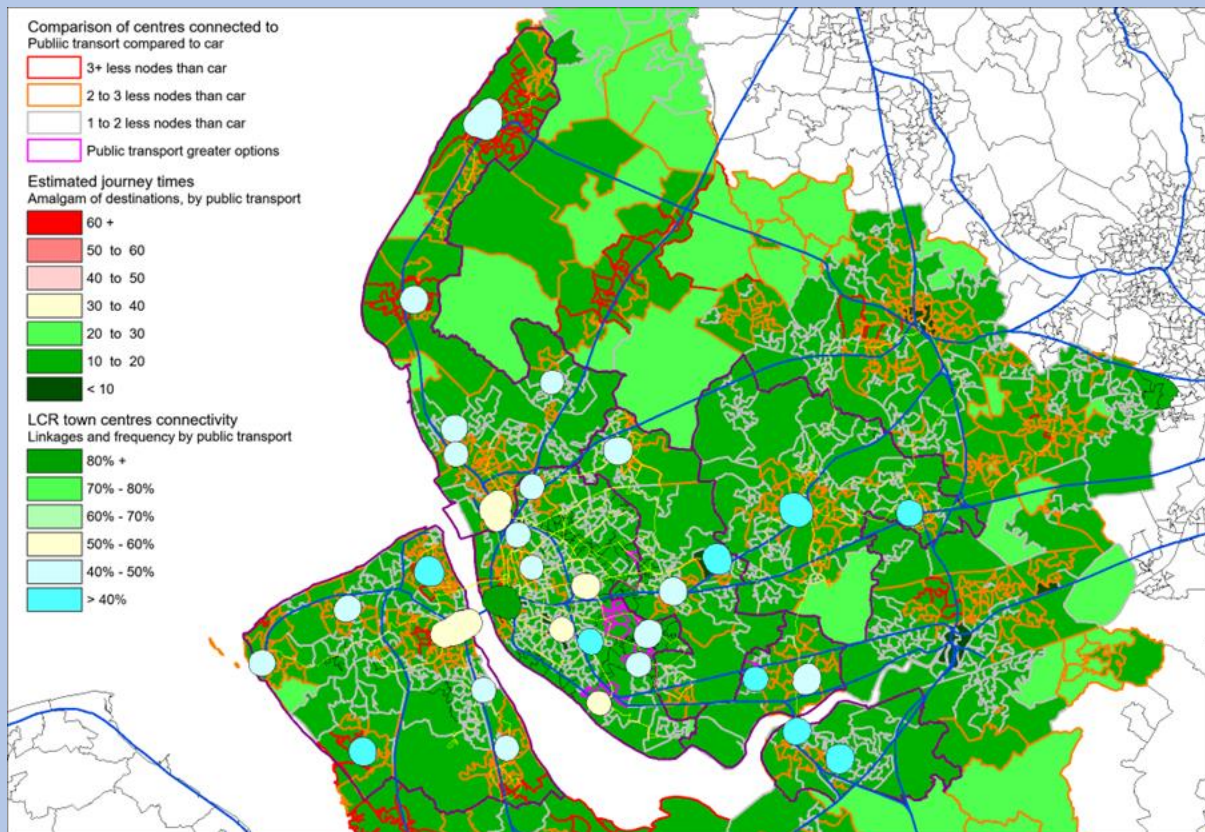 Comparison of centres connected to
Publiic transort compared to car
3+ less nodes than car
2 to 3 less nodes than car
1 to 2 less nodes than car
Public transport greater options
Estimated journey times
Amalgam of destinations, by public transport
60 +
50 to 60
40 to 50
30 to 40
20 to 30
10 to 20
< 10
LCR town centres connectivity
Linkages and frequency by public transport
80% +
70% - 80%
60% - 70%
50% - 60%
40% - 50%
> 40%